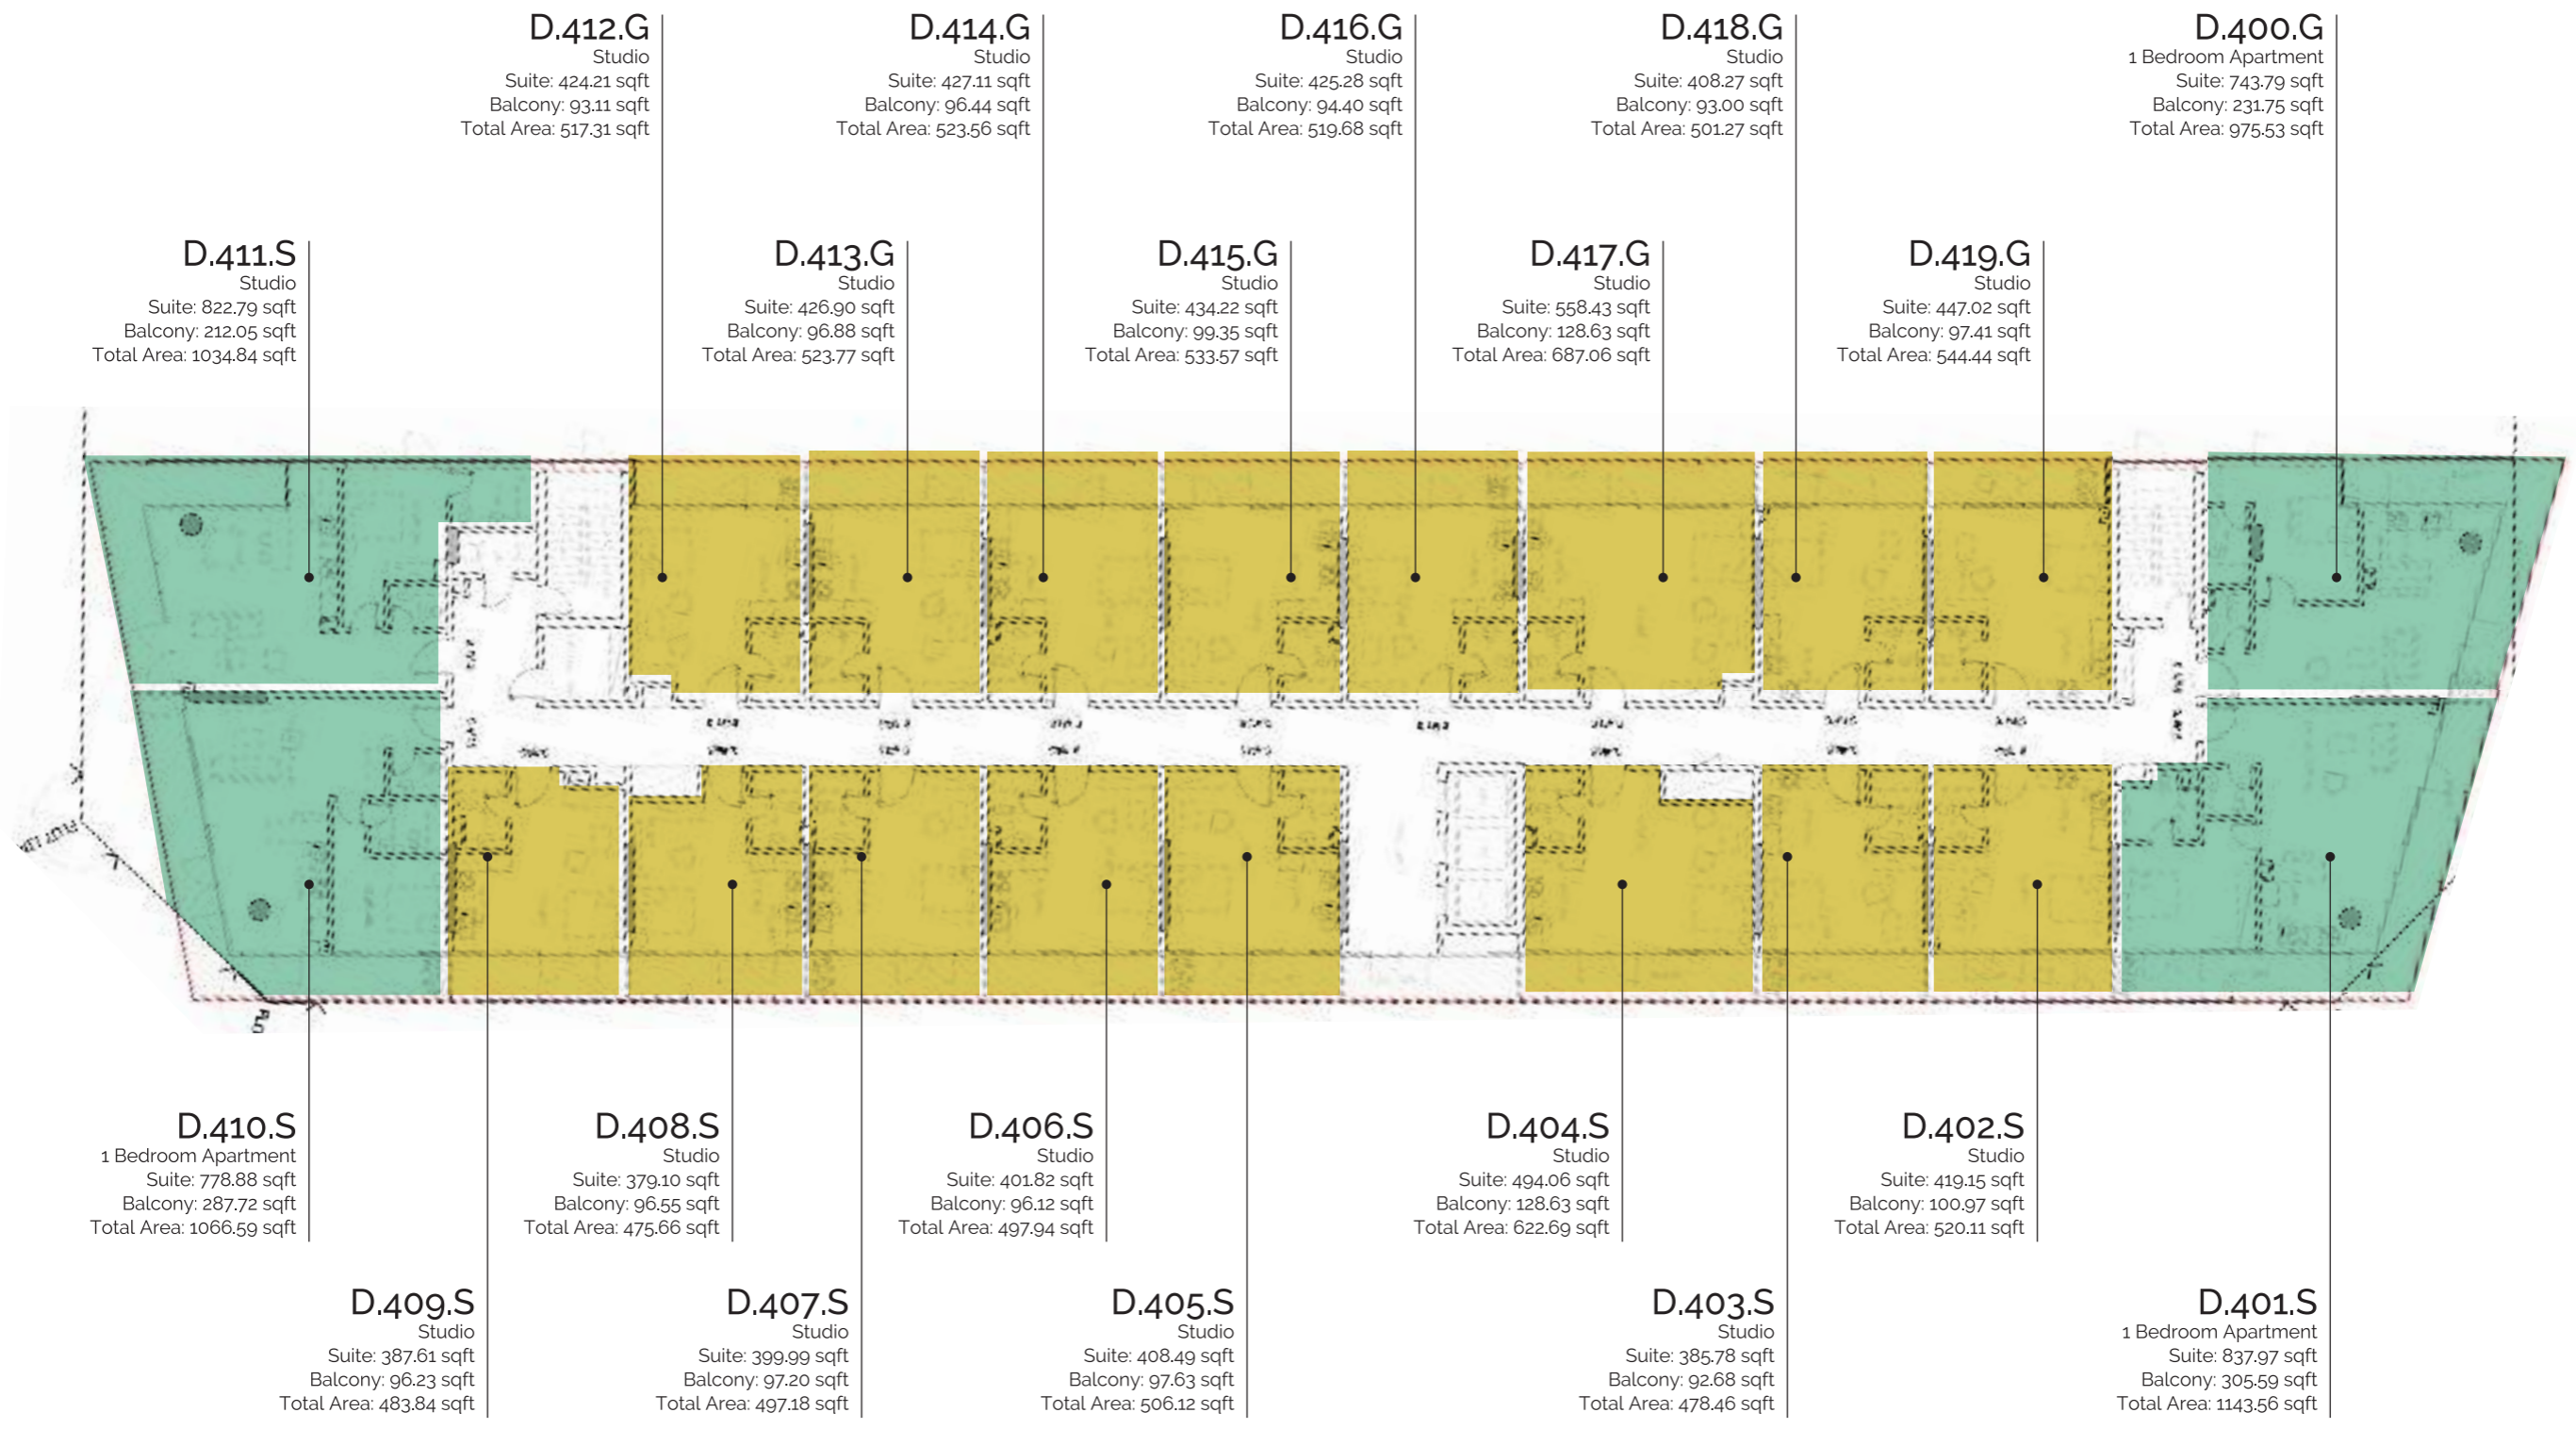 D.412.G
Studio
Suite: 424.21 sqft
Balcony: 93.11 sqft
Total Area: 517.31 sqft
D.414.G
Studio
Suite: 427.11 sqft
Balcony: 96.44 sqft
Total Area: 523.56 sqft
D.416.G
Studio
Suite: 425.28 sqft
Balcony: 94.40 sqft
Total Area: 519.68 sqft
D.418.G
Studio
Suite: 408.27 sqft
Balcony: 93.00 sqft
Total Area: 501.27 sqft
D.400.G
1 Bedroom Apartment
Suite: 743.79 sqft
Balcony: 231.75 sqft
Total Area: 975.53 sqft
D.411.S
Studio
Suite: 822.79 sqft
Balcony: 212.05 sqft
Total Area: 1034.84 sqft
D.413.G
Studio
Suite: 426.90 sqft
Balcony: 96.88 sqft
Total Area: 523.77 sqft
D.415.G
Studio
Suite: 434.22 sqft
Balcony: 99.35 sqft
Total Area: 533.57 sqft
D.417.G
Studio
Suite: 558.43 sqft
Balcony: 128.63 sqft
Total Area: 687.06 sqft
D.419.G
Studio
Suite: 447.02 sqft
Balcony: 97.41 sqft
Total Area: 544.44 sqft
D.410.S
1 Bedroom Apartment
Suite: 778.88 sqft
Balcony: 287.72 sqft
Total Area: 1066.59 sqft
D.408.S
Studio
Suite: 379.10 sqft
Balcony: 96.55 sqft
Total Area: 475.66 sqft
D.406.S
Studio
Suite: 401.82 sqft
Balcony: 96.12 sqft
Total Area: 497.94 sqft
D.404.S
Studio
Suite: 494.06 sqft
Balcony: 128.63 sqft
Total Area: 622.69 sqft
D.402.S
Studio
Suite: 419.15 sqft
Balcony: 100.97 sqft
Total Area: 520.11 sqft
D.409.S
Studio
Suite: 387.61 sqft
Balcony: 96.23 sqft
Total Area: 483.84 sqft
D.407.S
Studio
Suite: 399.99 sqft
Balcony: 97.20 sqft
Total Area: 497.18 sqft
D.405.S
Studio
Suite: 408.49 sqft
Balcony: 97.63 sqft
Total Area: 506.12 sqft
D.403.S
Studio
Suite: 385.78 sqft
Balcony: 92.68 sqft
Total Area: 478.46 sqft
D.401.S
1 Bedroom Apartment
Suite: 837.97 sqft
Balcony: 305.59 sqft
Total Area: 1143.56 sqft